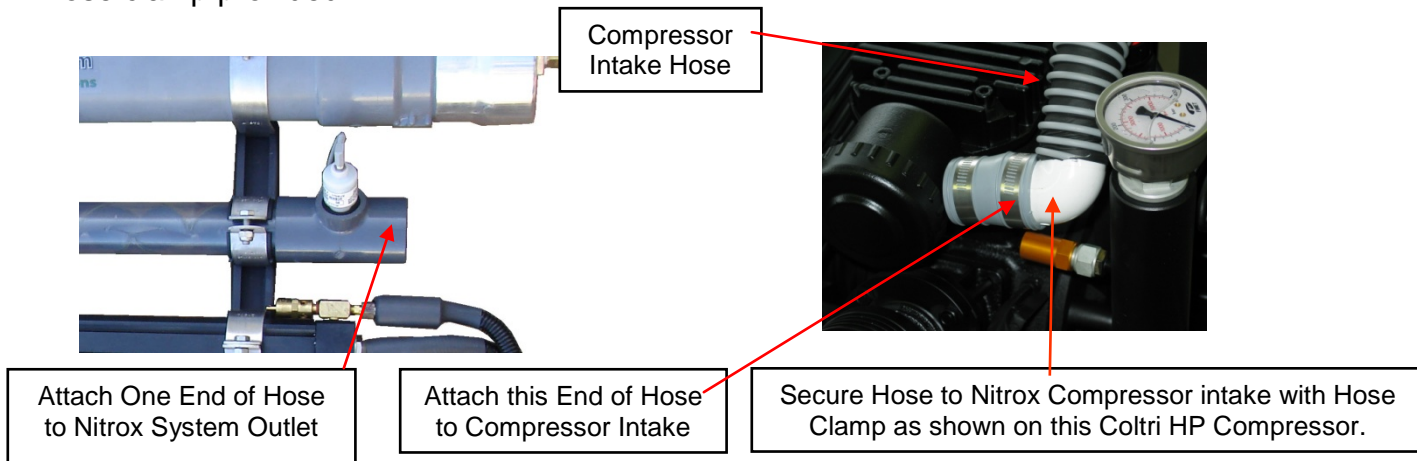 Compressor
Intake Hose
Attach One End of Hose
to Nitrox System Outlet
Attach this End of Hose
to Compressor Intake
Secure Hose to Nitrox Compressor intake with Hose
Clamp as shown on this Coltri HP Compressor.